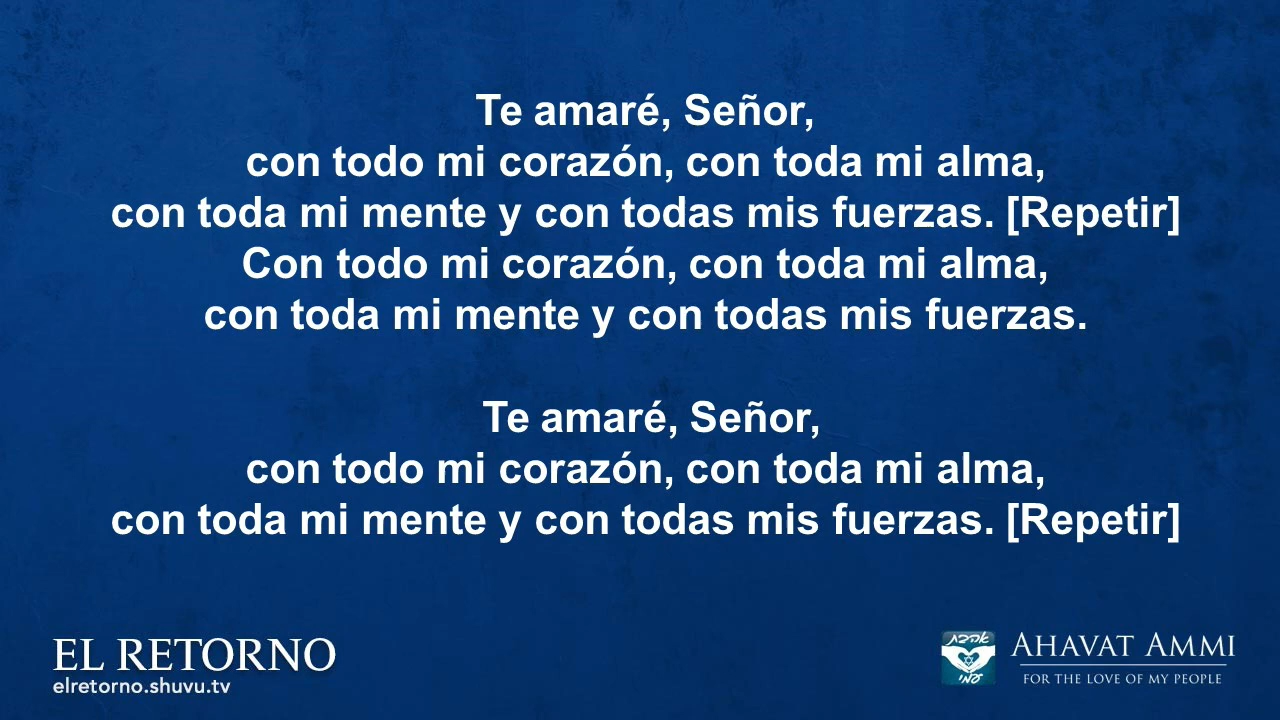 Te amaré, Señor,
con todo mi corazón, con toda mi alma,
con toda mi mente y con todas mis fuerzas. [Repetir]
Con todo mi corazón, con toda mi alma,
con toda mi mente y con todas mis fuerzas.
Te amaré, Señor,
con todo mi corazón, con toda mi alma,
con toda mi mente y con todas mis fuerzas. [Repetir]
EL RETORNO
elretorno.shuvu.tv
אהבת
עמי
AHAVAT AMMI
FOR THE LOVE OF MY PEOPLE